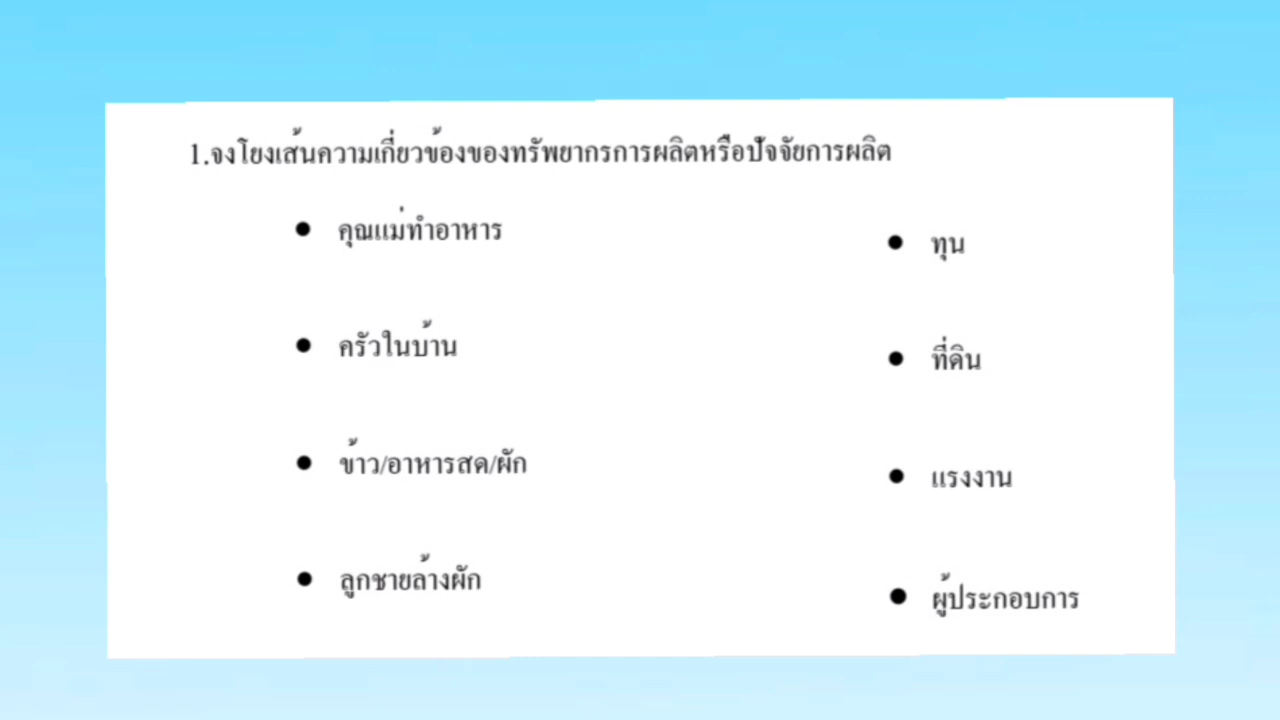 1.จงโยงเส้นความเกี่ยวข้องของทรัพยากรการผลิตหรือปัจจัยการผลิต
● คุณแม่ทำอาหาร
● ทุน
● ครัวในบ้าน
● ที่ดิน
● ข้าว/อาหารสด/ผัก
● แรงงาน
● ลูกชายล้างผัก
● ผู้ประกอบการ